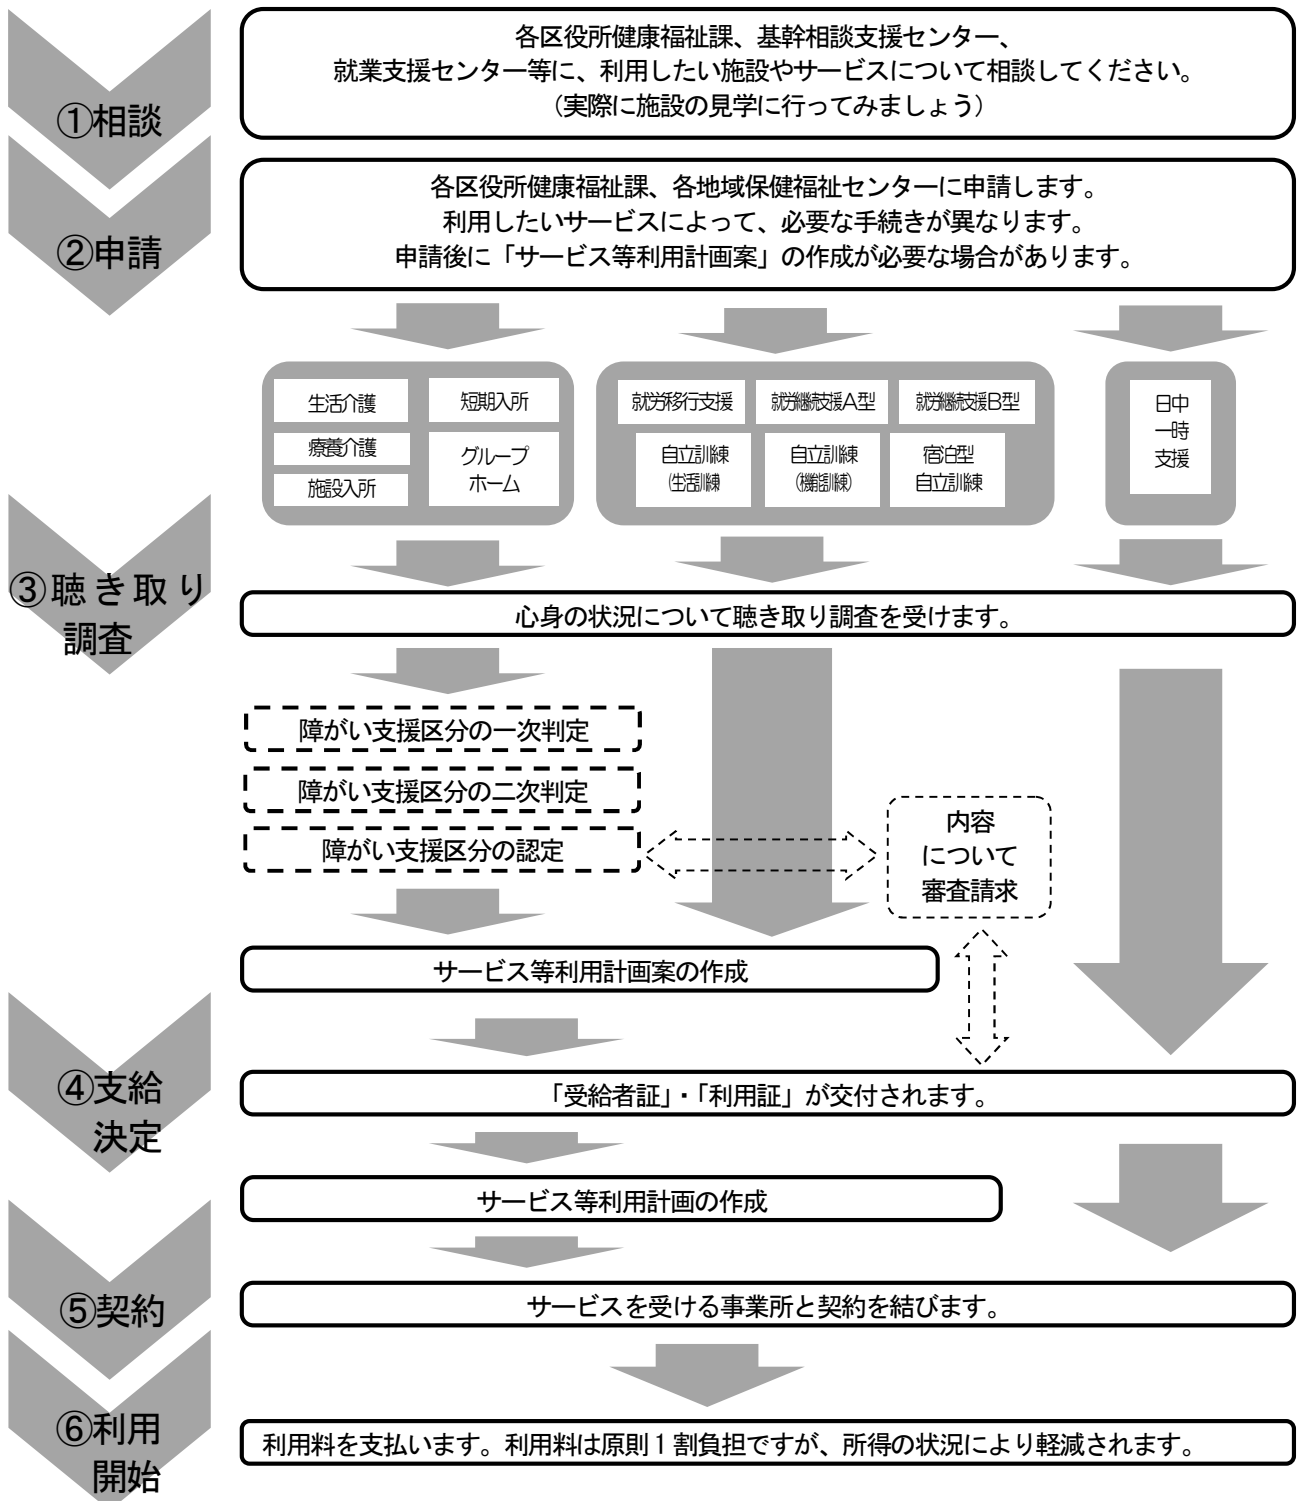 ①相談
各区役所健康福祉課、基幹相談支援センター、
就業支援センター等に、利用したい施設やサービスについて相談してください。
（実際に施設の見学に行ってみましょう）
②申請
各区役所健康福祉課、各地域保健福祉センターに申請します。
利用したいサービスによって、必要な手続きが異なります。
申請後に「サービス等利用計画案」の作成が必要な場合があります。
生活介護
療養介護
施設入所
短期入所
グループ
ホーム
就労移行支援
就労継続支援A型
就労継続支援B型
自立訓練
(生活訓練)
自立訓練
(機能訓練)
宿泊型
自立訓練
日中
一時
支援
③聴き取り
調査
心身の状況について聴き取り調査を受けます。
障がい支援区分の一次判定
障がい支援区分の二次判定
障がい支援区分の認定
内容
について
審査請求
サービス等利用計画案の作成
④支給
決定
「受給者証」・「利用証」が交付されます。
サービス等利用計画の作成
⑤契約
サービスを受ける事業所と契約を結びます。
⑥利用
開始
利用料を支払います。利用料は原則１割負担ですが、所得の状況により軽減されます。